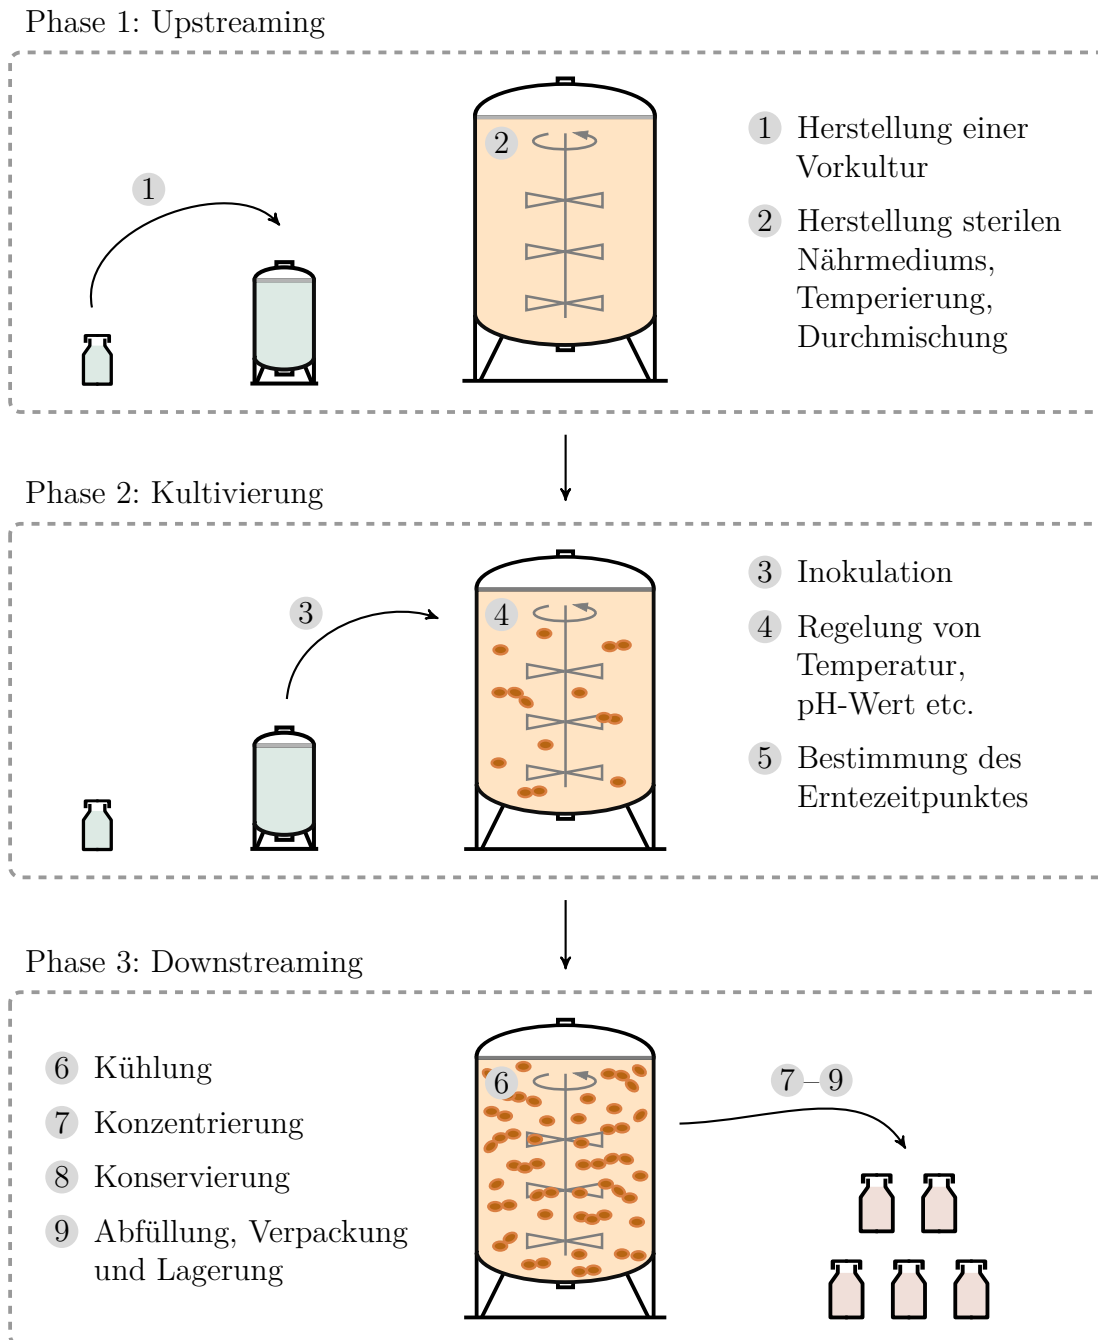 Phase 1: Upstreaming
1
2
1 Herstellung einer
Vorkultur
2 Herstellung sterilen
Nährmediums,
Temperierung,
Durchmischung
Phase 2: Kultivierung
3
4
3 Inokulation
4 Regelung von
Temperatur,
pH-Wert etc.
5 Bestimmung des
Erntezeitpunktes
Phase 3: Downstreaming
6 Kühlung
7 Konzentrierung
8 Konservierung
9 Abfüllung, Verpackung
und Lagerung
6
7–9